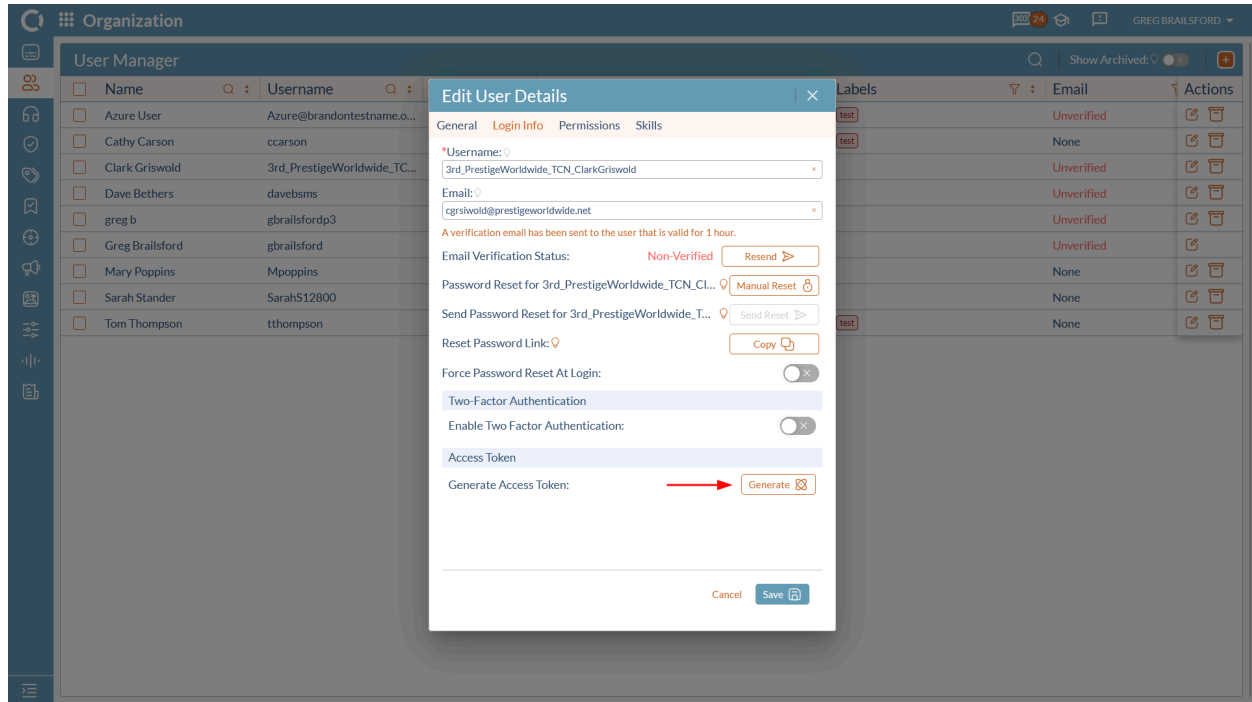 Organization
303 24
GREG BRAILSFORD
User Manager
Show Archived:
Name Username Labels Email Actions
Azure User Azure@brandontestname.o... test Unverified
Cathy Carson ccarson test None
Clark Griswold 3rd_PrestigeWorldwide_TC... Unverified
Dave Bethers davebsms Unverified
greg b gbrailsfordp3 Unverified
Greg Brailsford gbrailsford Unverified
Mary Poppins Mpoppins None
Sarah Stander SarahS12800 None
Tom Thompson tthompson test None
Edit User Details
General Login Info Permissions Skills
*Username:
3rd_PrestigeWorldwide_TCN_ClarkGriswold
Email:
cgrsiwold@prestigeworldwide.net
A verification email has been sent to the user that is valid for 1 hour.
Email Verification Status: Non-Verified Resend
Password Reset for 3rd_PrestigeWorldwide_TCN_Cl... Manual Reset
Send Password Reset for 3rd_PrestigeWorldwide_T... Send Reset
Reset Password Link: Copy
Force Password Reset At Login:
Two-Factor Authentication
Enable Two Factor Authentication:
Access Token
Generate Access Token: Generate
Cancel Save